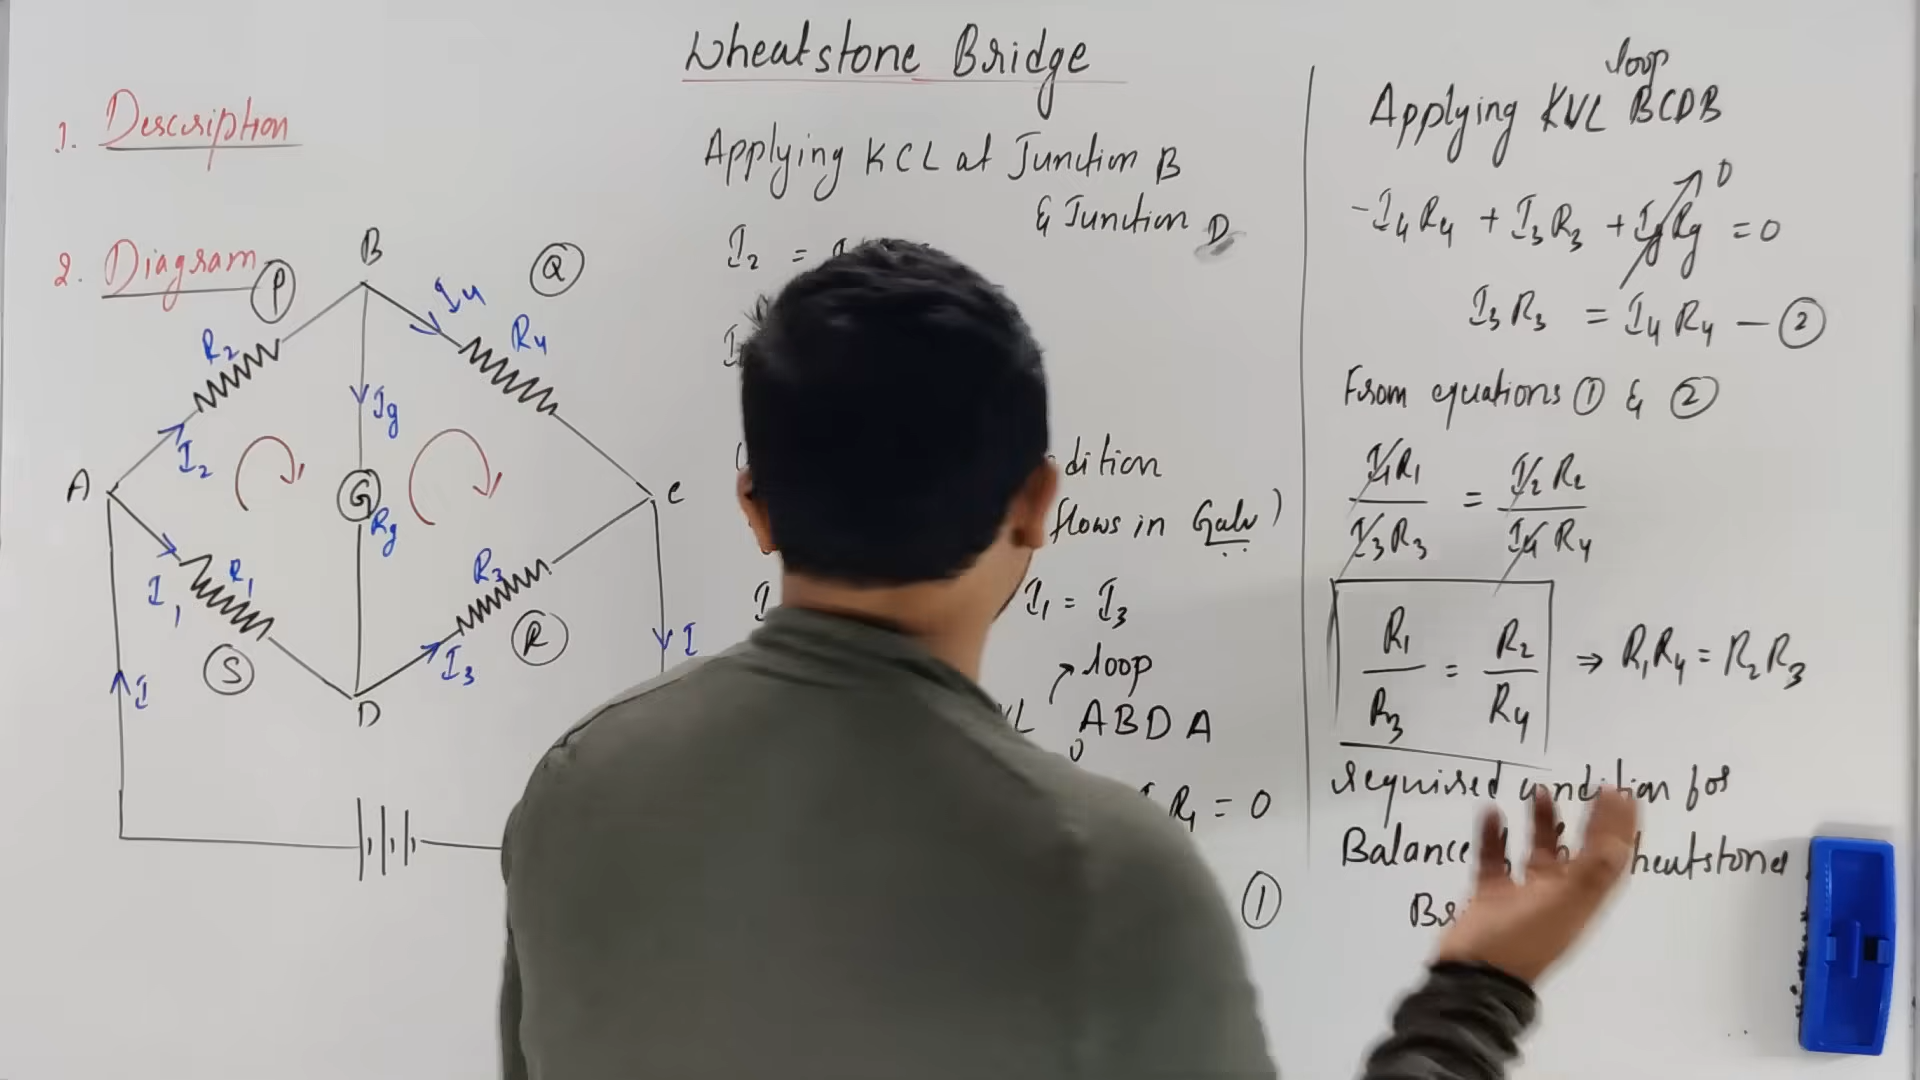 Wheatstone Bridge
1. Description
2. Diagram
P
B
Q
I4
R2
R4
Ig
I2
A
G
C
Rg
R1
R3
I1
I
S
I3
R
D
I
Applying KCL at Junction B
& Junction D
I2 =
dition
flows in Galv)
I1 = I3
loop
ABDA
0
R1 = 0
1
loop
Applying KVL BCDB
0
-I4R4 + I3R3 + IgRg = 0
I3R3 = I4R4 — 2
From equations 1 & 2
I1R1 / I3R3 = I2R2 / I4R4
R1 / R3 = R2 / R4 ⇒ R1R4 = R2R3
required condition for
Balance